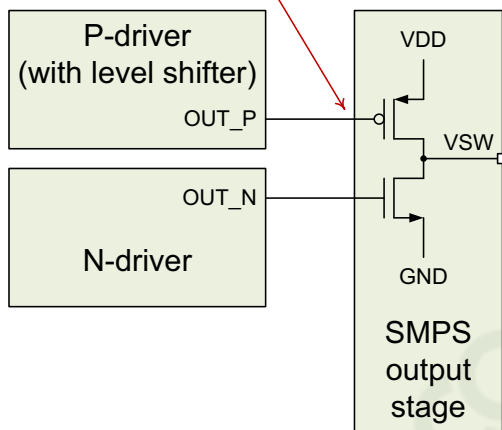 P-driver
(with level shifter)
OUT_P
OUT_N
N-driver
VDD
VSW
GND
SMPS
output
stage